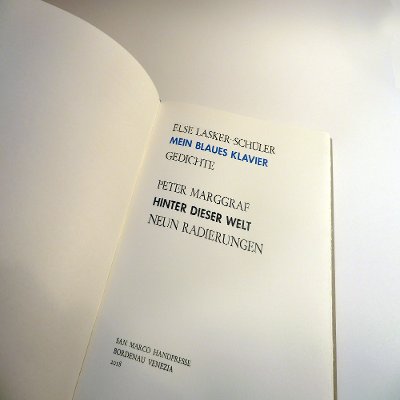 ELSE LASKER-SCHÜLER
MEIN BLAUES KLAVIER
GEDICHTE
PETER MARGGRAF
HINTER DIESER WELT
NEUN RADIERUNGEN
SAN MARCO HANDPRESSE
BORDENAU VENEZIA
2018